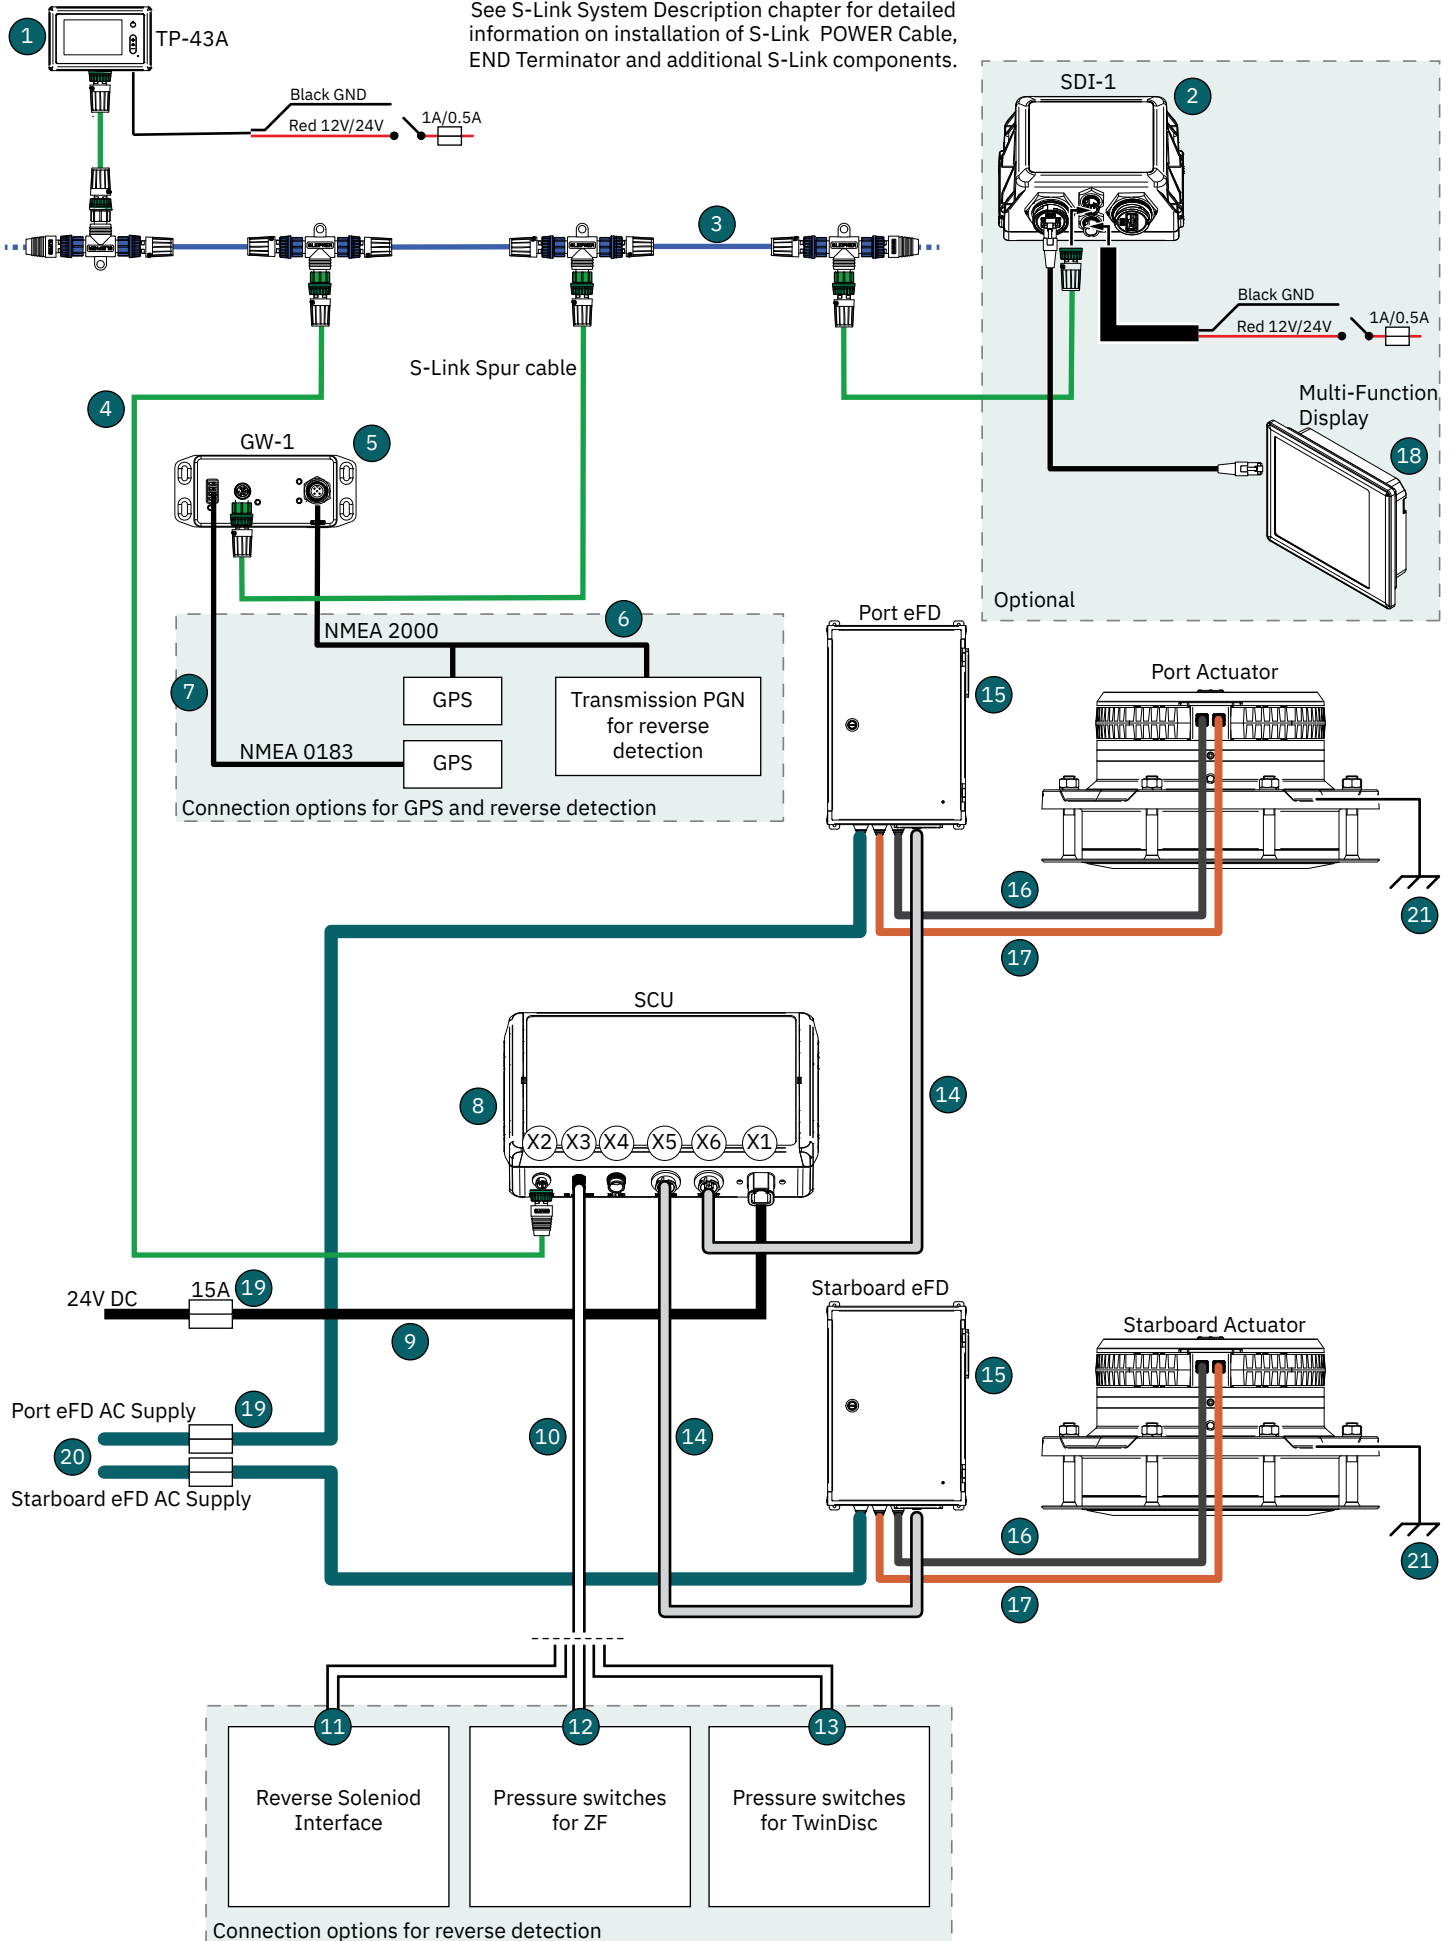 See S-Link System Description chapter for detailed
information on installation of S-Link POWER Cable,
END Terminator and additional S-Link components.
1
TP-43A
Black GND
Red 12V/24V
1A/0.5A
SDI-1
2
3
Black GND
Red 12V/24V
1A/0.5A
S-Link Spur cable
4
GW-1
5
Multi-Function
Display
18
Optional
6
NMEA 2000
7
GPS
Transmission PGN
for reverse
detection
NMEA 0183
GPS
Connection options for GPS and reverse detection
Port eFD
15
Port Actuator
16
17
21
SCU
8
X2
X3
X4
X5
X6
X1
14
24V DC
15A
19
9
Starboard eFD
15
Starboard Actuator
Port eFD AC Supply
19
20
Starboard eFD AC Supply
10
14
16
17
21
11
12
13
Reverse Soleniod
Interface
Pressure switches
for ZF
Pressure switches
for TwinDisc
Connection options for reverse detection